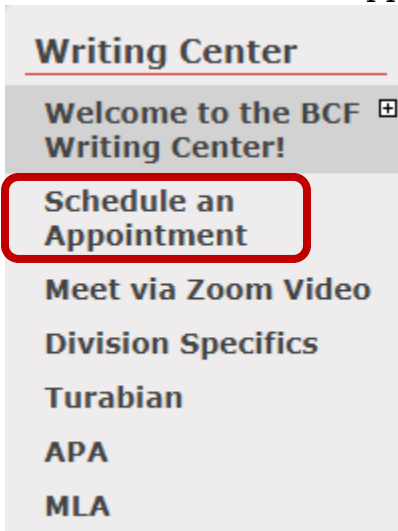 Writing Center
Welcome to the BCF
Writing Center!
Schedule an
Appointment
Meet via Zoom Video
Division Specifics
Turabian
APA
MLA